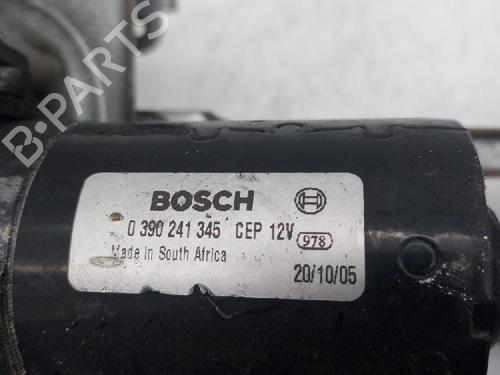 B-PARTS
BOSCH
0 390 241 345 CEP 12V
978
Made in South Africa
20/10/05